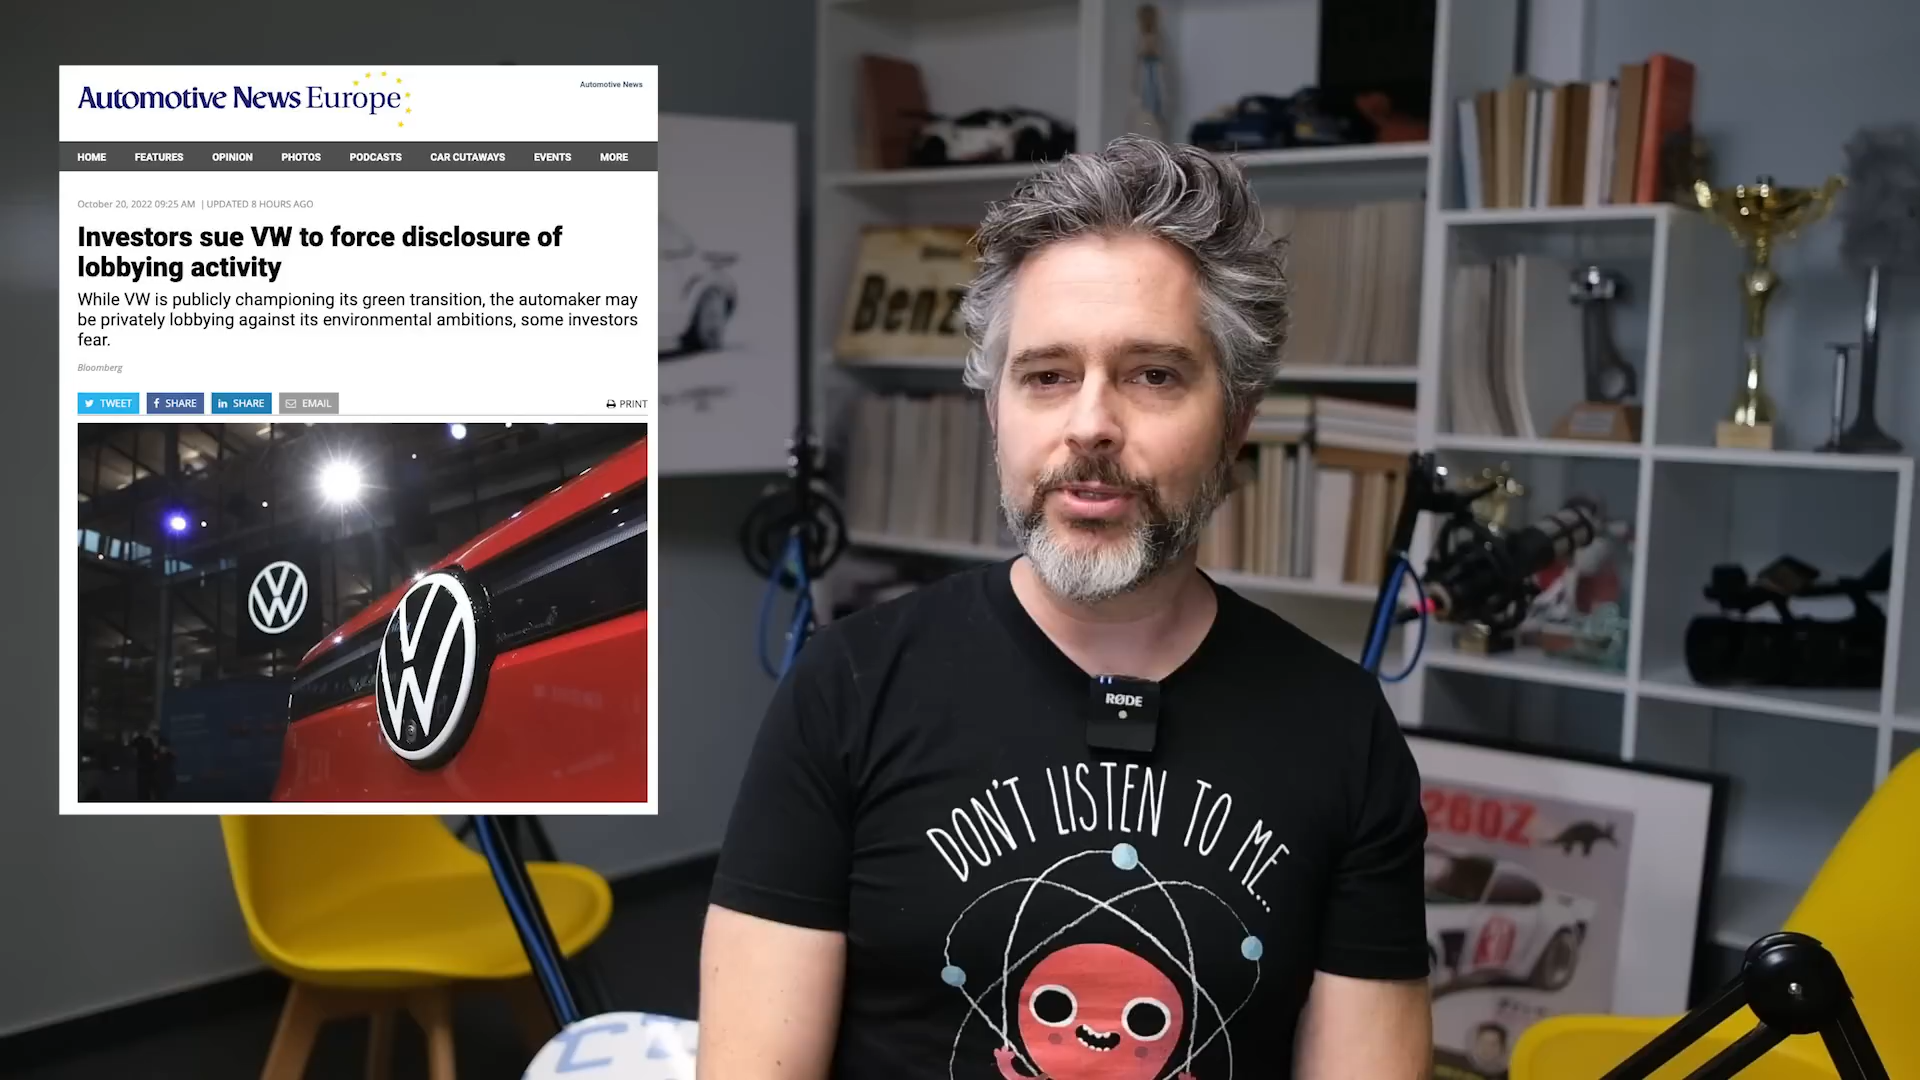 Automotive News Europe
Automotive News
HOME FEATURES OPINION PHOTOS PODCASTS CAR CUTAWAYS EVENTS MORE
October 20, 2022 09:25 AM | UPDATED 8 HOURS AGO
Investors sue VW to force disclosure of
lobbying activity
While VW is publicly championing its green transition, the automaker may
be privately lobbying against its environmental ambitions, some investors
fear.
Bloomberg
TWEET SHARE SHARE EMAIL PRINT
Benz
RØDE
DON'T LISTEN TO ME...
260Z